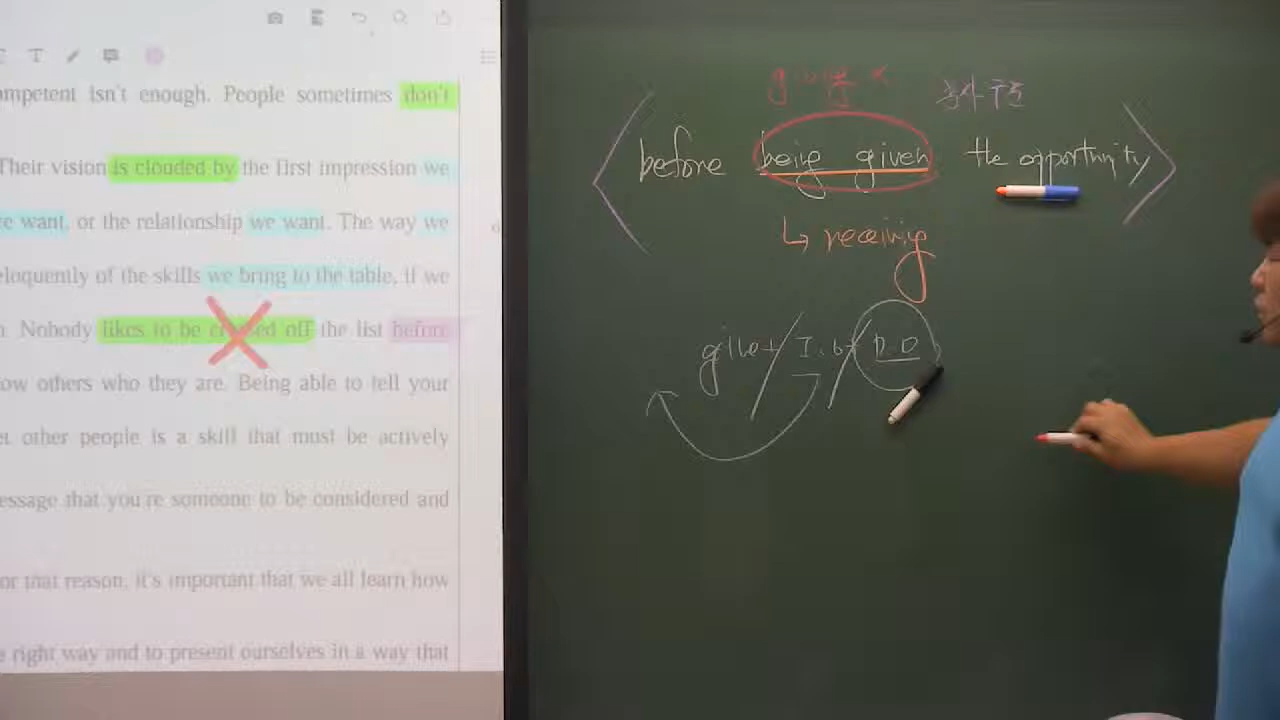 ompetent isn't enough. People sometimes don't
Their vision is clouded by the first impression we
e want, or the relationship we want. The way we
eloquently of the skills we bring to the table, if we
. Nobody likes to be crossed off the list before
ow others who they are. Being able to tell your
et other people is a skill that must be actively
essage that you're someone to be considered and
or that reason, it's important that we all learn how
e right way and to present ourselves in a way that
giving ×
before being given the opportunity
↳ receiving
give + I.O + D.O